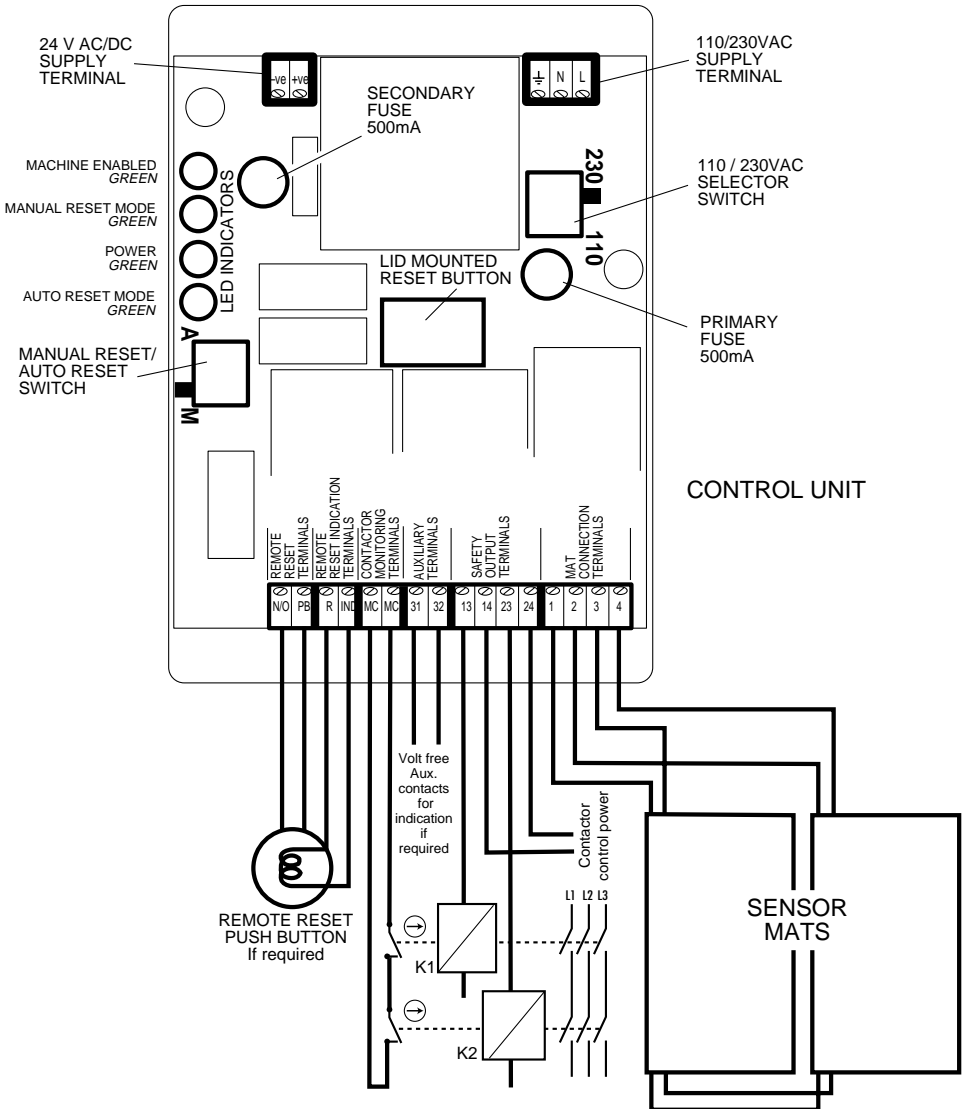 24 V AC/DC
SUPPLY
TERMINAL
-ve +ve
SECONDARY
FUSE
500mA
N L
110/230VAC
SUPPLY
TERMINAL
MACHINE ENABLED
GREEN
MANUAL RESET MODE
GREEN
POWER
GREEN
AUTO RESET MODE
GREEN
LED INDICATORS
230
110
110 / 230VAC
SELECTOR
SWITCH
LID MOUNTED
RESET BUTTON
PRIMARY
FUSE
500mA
A
M
MANUAL RESET/
AUTO RESET
SWITCH
CONTROL UNIT
REMOTE
RESET
TERMINALS
REMOTE
RESET INDICATION
TERMINALS
CONTACTOR
MONITORING
TERMINALS
AUXILIARY
TERMINALS
SAFETY
OUTPUT
TERMINALS
MAT
CONNECTION
TERMINALS
N/O PB R IND MC MC 31 32 13 14 23 24 1 2 3 4
Volt free
Aux.
contacts
for
indication
if
required
Contactor
control power
L1 L2 L3
REMOTE RESET
PUSH BUTTON
If required
K1
K2
SENSOR
MATS